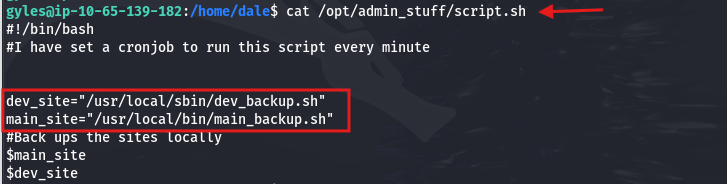 gyles@ip-10-65-139-182:/home/dale$ cat /opt/admin_stuff/script.sh
#!/bin/bash
#I have set a cronjob to run this script every minute
dev_site="/usr/local/sbin/dev_backup.sh"
main_site="/usr/local/bin/main_backup.sh"
#Back ups the sites locally
$main_site
$dev_site